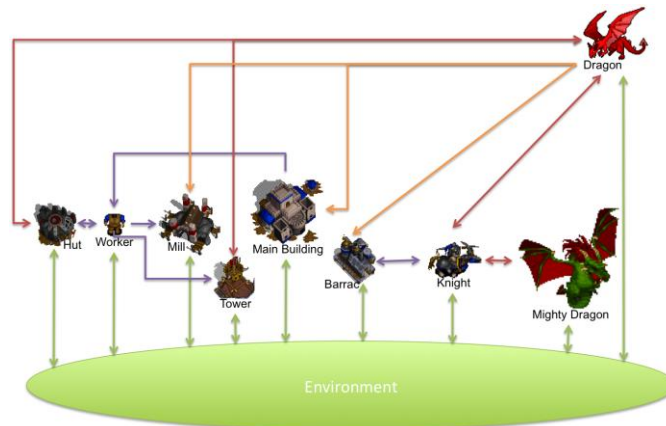 Dragon
Hut
Worker
Mill
Main Building
Tower
Barrac
Knight
Mighty Dragon
Environment